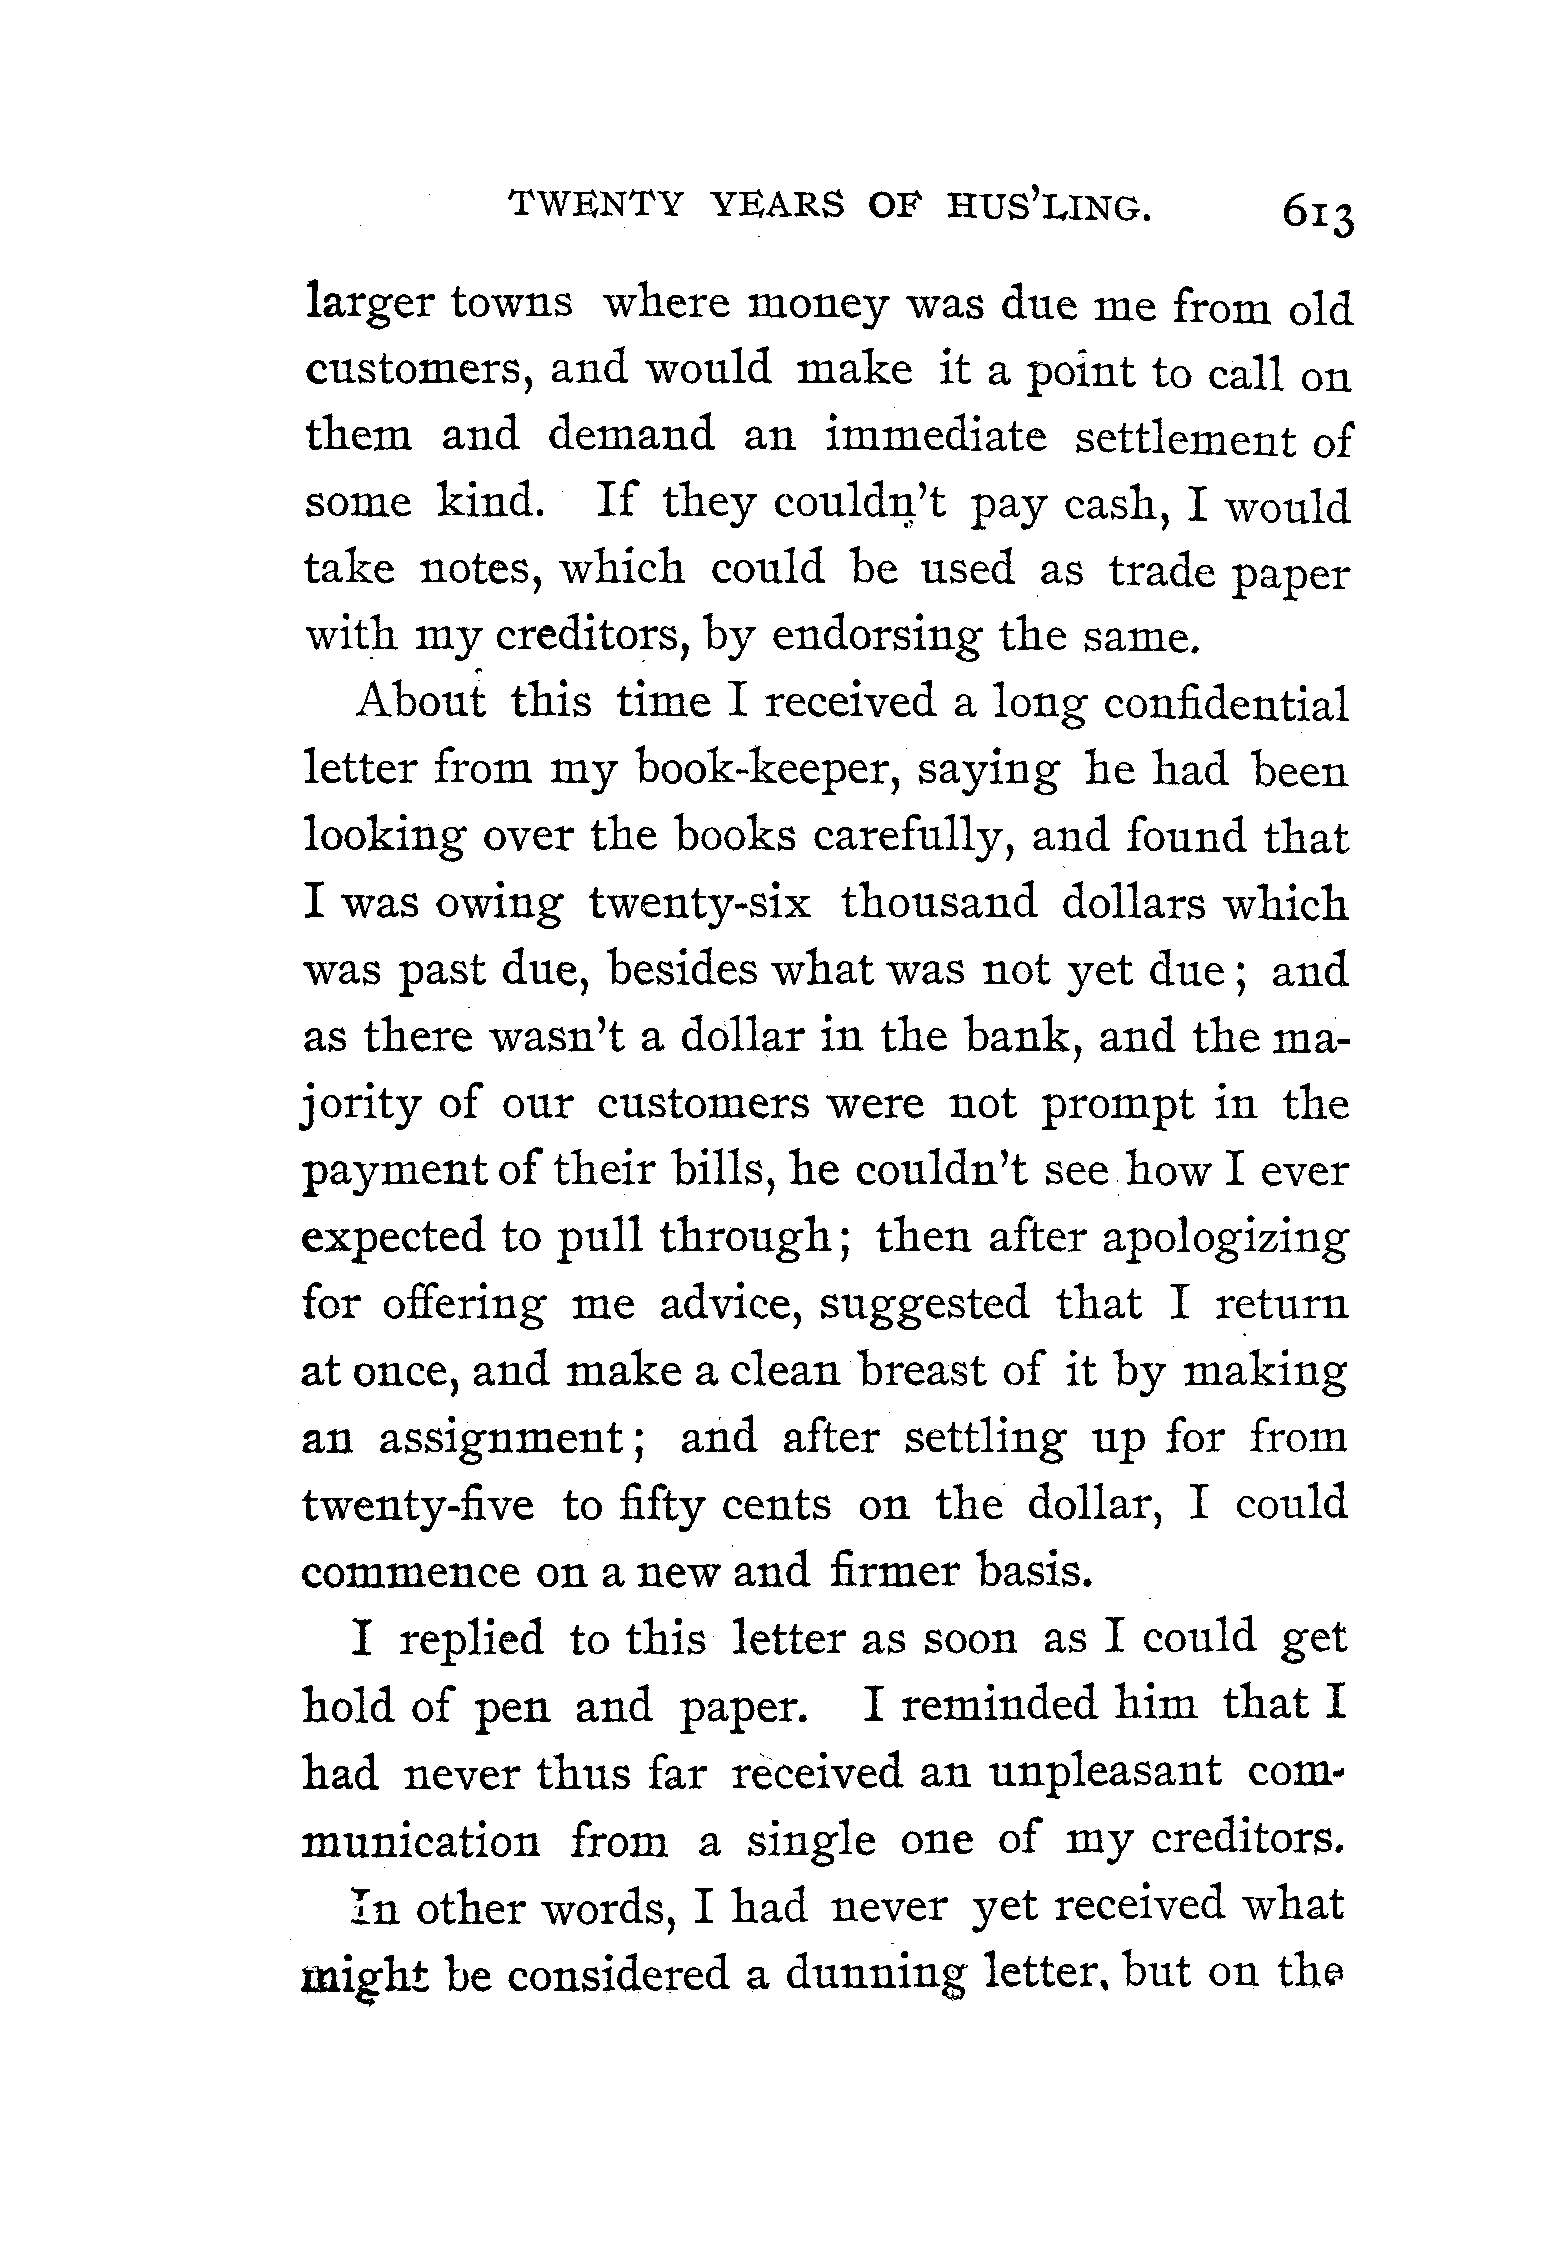 TWENTY YEARS OF HUS'LING. 613
larger towns where money was due me from old
customers, and would make it a point to call on
them and demand an immediate settlement of
some kind. If they couldn't pay cash, I would
take notes, which could be used as trade paper
with my creditors, by endorsing the same.
About this time I received a long confidential
letter from my book-keeper, saying he had been
looking over the books carefully, and found that
I was owing twenty-six thousand dollars which
was past due, besides what was not yet due; and
as there wasn't a dollar in the bank, and the ma-
jority of our customers were not prompt in the
payment of their bills, he couldn't see how I ever
expected to pull through; then after apologizing
for offering me advice, suggested that I return
at once, and make a clean breast of it by making
an assignment; and after settling up for from
twenty-five to fifty cents on the dollar, I could
commence on a new and firmer basis.
I replied to this letter as soon as I could get
hold of pen and paper. I reminded him that I
had never thus far received an unpleasant com-
munication from a single one of my creditors.
In other words, I had never yet received what
might be considered a dunning letter, but on the